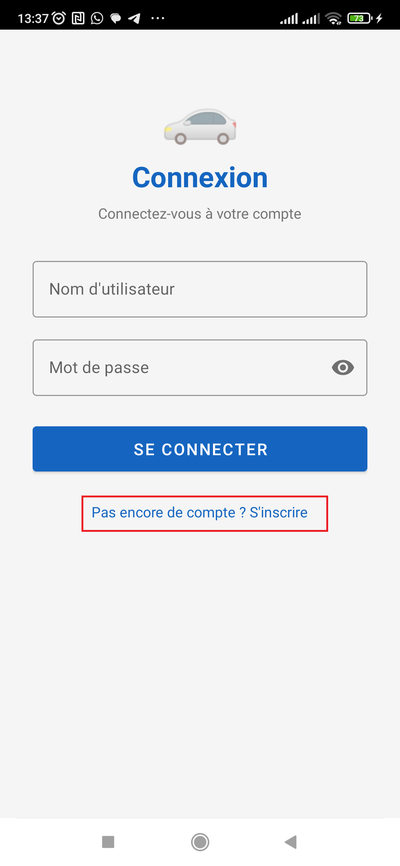 13:37
73
Connexion
Connectez-vous à votre compte
Nom d'utilisateur
Mot de passe
SE CONNECTER
Pas encore de compte ? S'inscrire